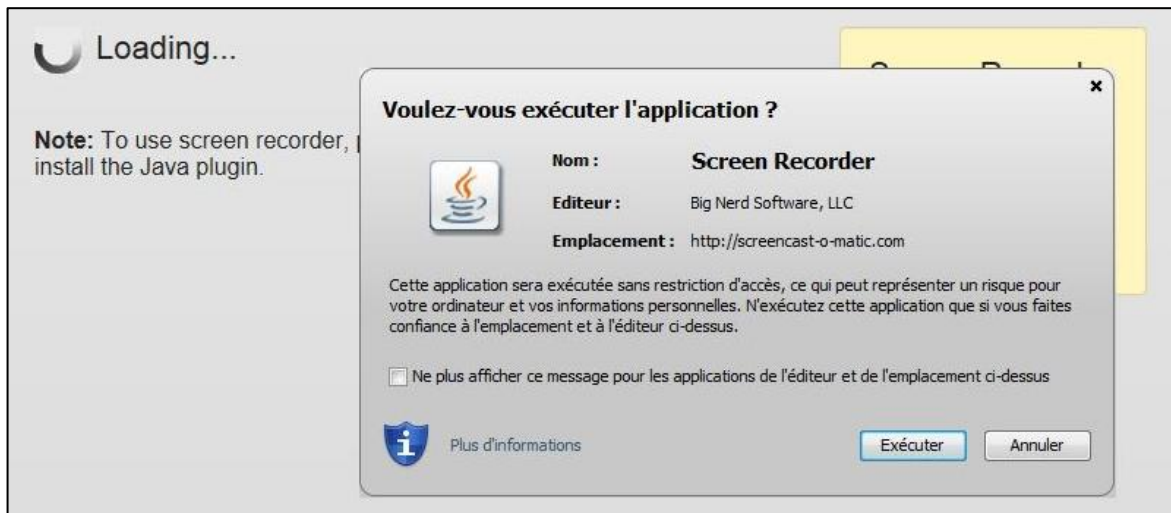 Loading...
Note: To use screen recorder,
install the Java plugin.
Voulez-vous exécuter l'application ?
Nom : Screen Recorder
Editeur : Big Nerd Software, LLC
Emplacement : http://screencast-o-matic.com
Cette application sera exécutée sans restriction d'accès, ce qui peut représenter un risque pour
votre ordinateur et vos informations personnelles. N'exécutez cette application que si vous faites
confiance à l'emplacement et à l'éditeur ci-dessus.
Ne plus afficher ce message pour les applications de l'éditeur et de l'emplacement ci-dessus
Plus d'informations
Exécuter Annuler